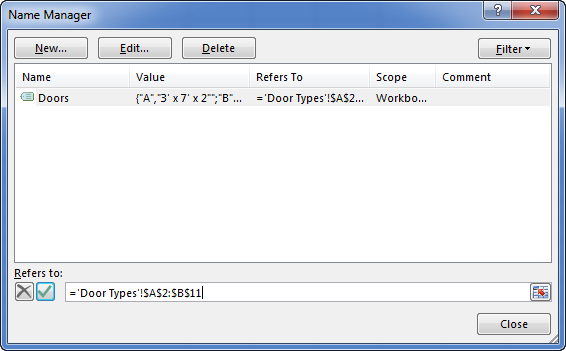 Name Manager
New... Edit... Delete Filter
Name Value Refers To Scope Comment
Doors {"A","3' x 7' x 2"";"B"... ='Door Types'!$A$2... Workbo...
Refers to:
='Door Types'!$A$2:$B$11
Close